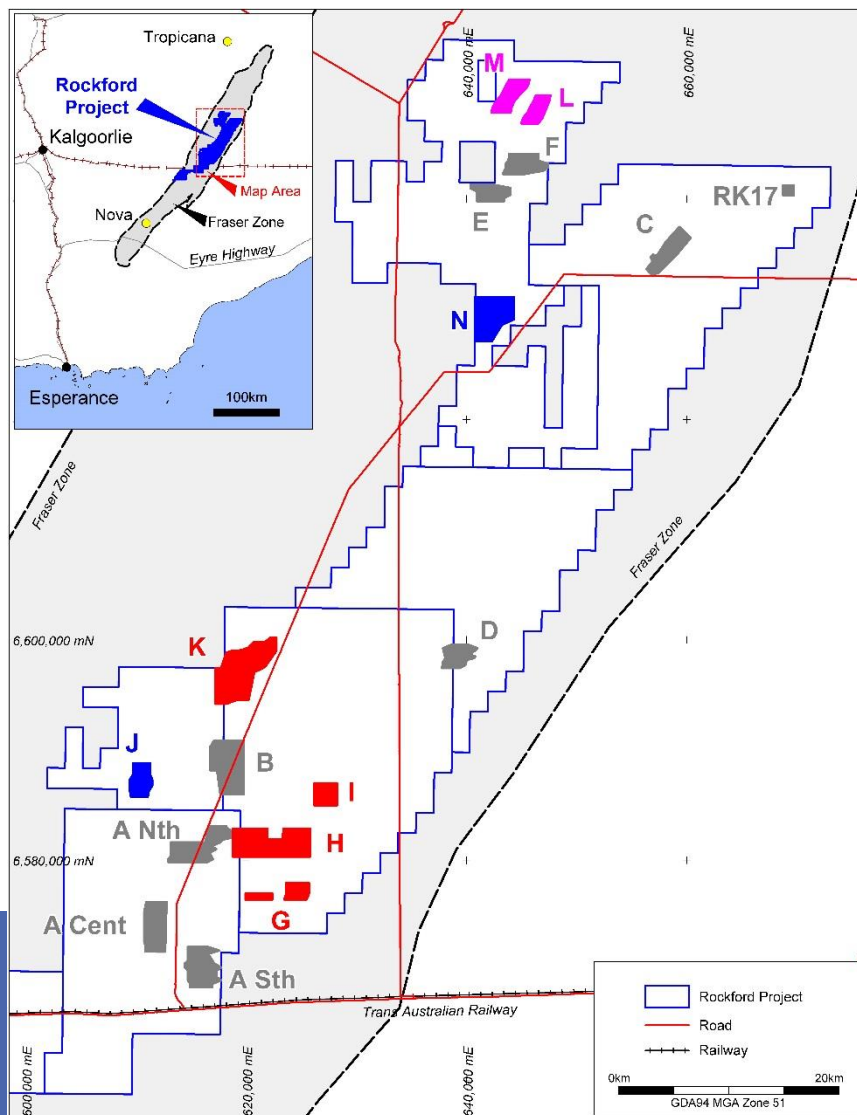 Tropicana
Rockford
Project
Kalgoorlie
Map Area
Nova
Fraser Zone
Eyre Highway
Esperance
100km
640,000 mE
660,000 mE
M
L
F
E
RK17
C
N
Fraser Zone
Fraser Zone
6,600,000 mN
K
D
J
B
I
A Nth
H
6,580,000 mN
G
A Cent
A Sth
Trans Australian Railway
600,000 mE
620,000 mE
640,000 mE
Rockford Project
Road
Railway
0km
20km
GDA94 MGA Zone 51